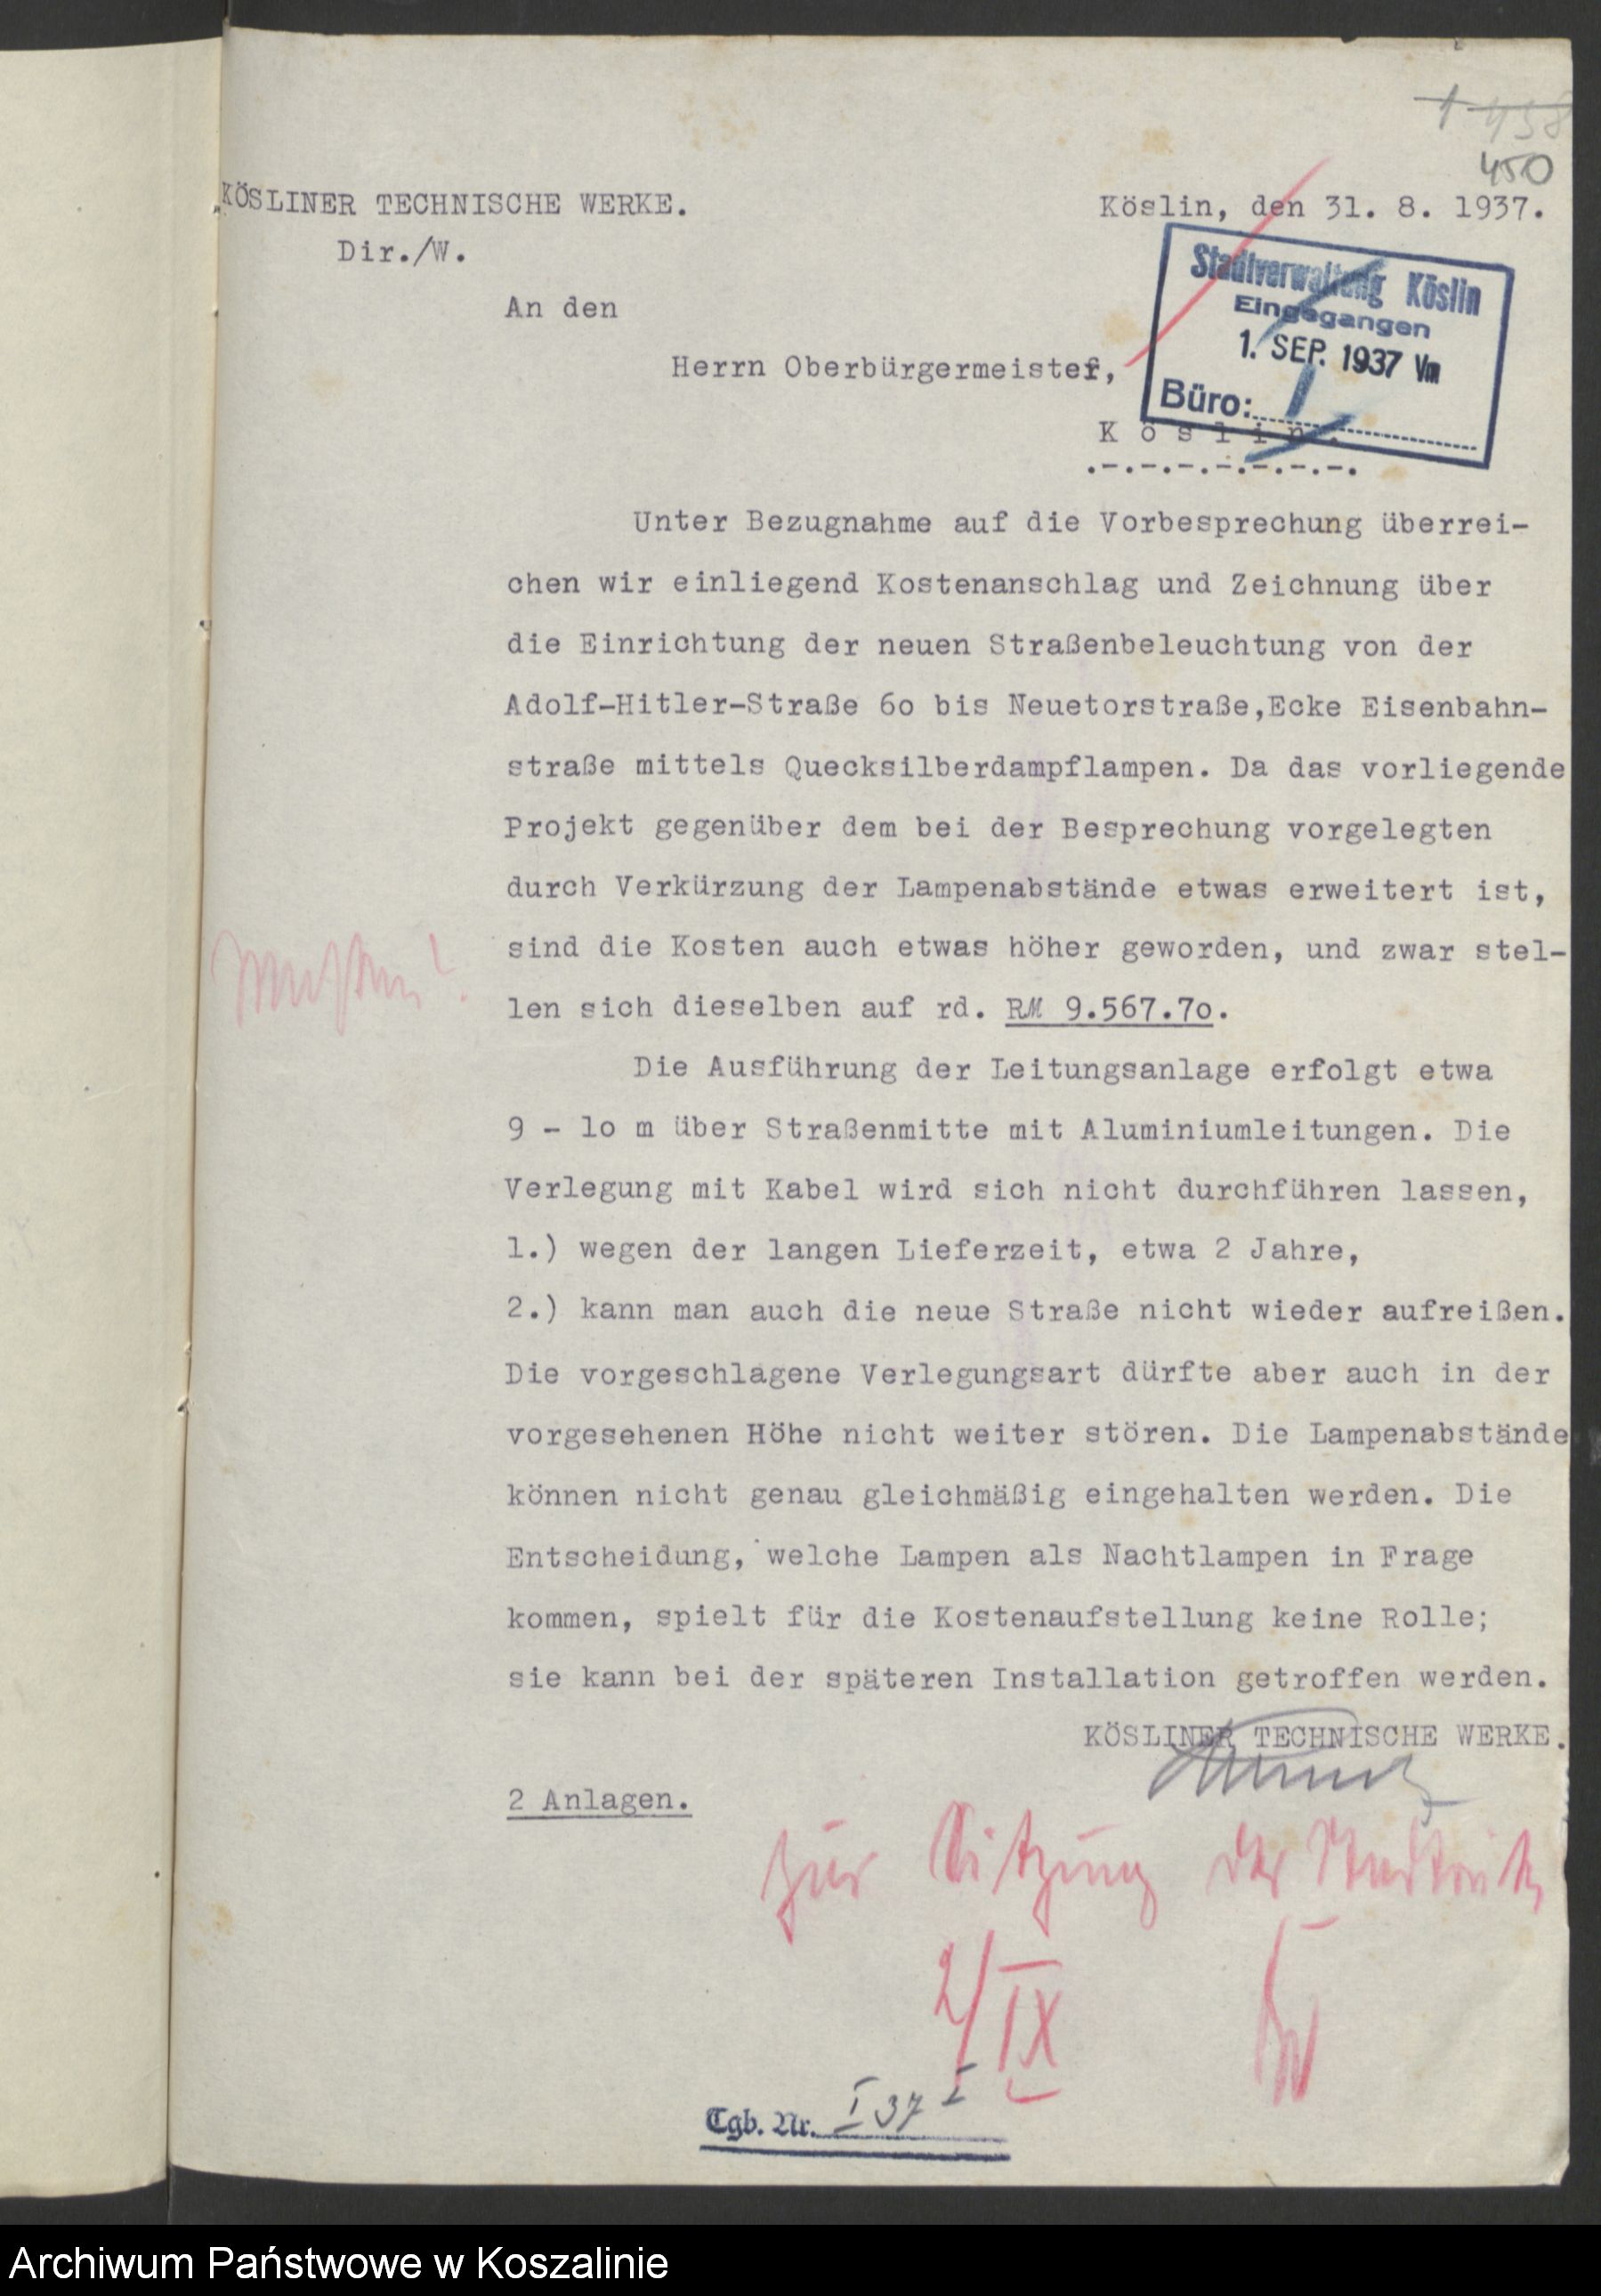 450
KÖSLINER TECHNISCHE WERKE.
Köslin, den 31. 8. 1937.
Dir./W.
Stadtverwaltung Köslin
Eingegangen
1. SEP. 1937 Vm
Büro:
An den
Herrn Oberbürgermeister,
K ö s l i n .
.-.-.-.-.-.-.-.
Unter Bezugnahme auf die Vorbesprechung überrei-
chen wir einliegend Kostenanschlag und Zeichnung über
die Einrichtung der neuen Straßenbeleuchtung von der
Adolf-Hitler-Straße 6o bis Neuetorstraße,Ecke Eisenbahn-
straße mittels Quecksilberdampflampen. Da das vorliegende
Projekt gegenüber dem bei der Besprechung vorgelegten
durch Verkürzung der Lampenabstände etwas erweitert ist,
sind die Kosten auch etwas höher geworden, und zwar stel-
len sich dieselben auf rd. RM 9.567.7o.
Die Ausführung der Leitungsanlage erfolgt etwa
9 - lo m über Straßenmitte mit Aluminiumleitungen. Die
Verlegung mit Kabel wird sich nicht durchführen lassen,
1.) wegen der langen Lieferzeit, etwa 2 Jahre,
2.) kann man auch die neue Straße nicht wieder aufreißen.
Die vorgeschlagene Verlegungsart dürfte aber auch in der
vorgesehenen Höhe nicht weiter stören. Die Lampenabstände
können nicht genau gleichmäßig eingehalten werden. Die
Entscheidung, welche Lampen als Nachtlampen in Frage
kommen, spielt für die Kostenaufstellung keine Rolle;
sie kann bei der späteren Installation getroffen werden.
KÖSLINER TECHNISCHE WERKE.
2 Anlagen.
Zur Sitzung der Stadträte
2/IX
Tgb. Nr. I 37 I
Archiwum Państwowe w Koszalinie